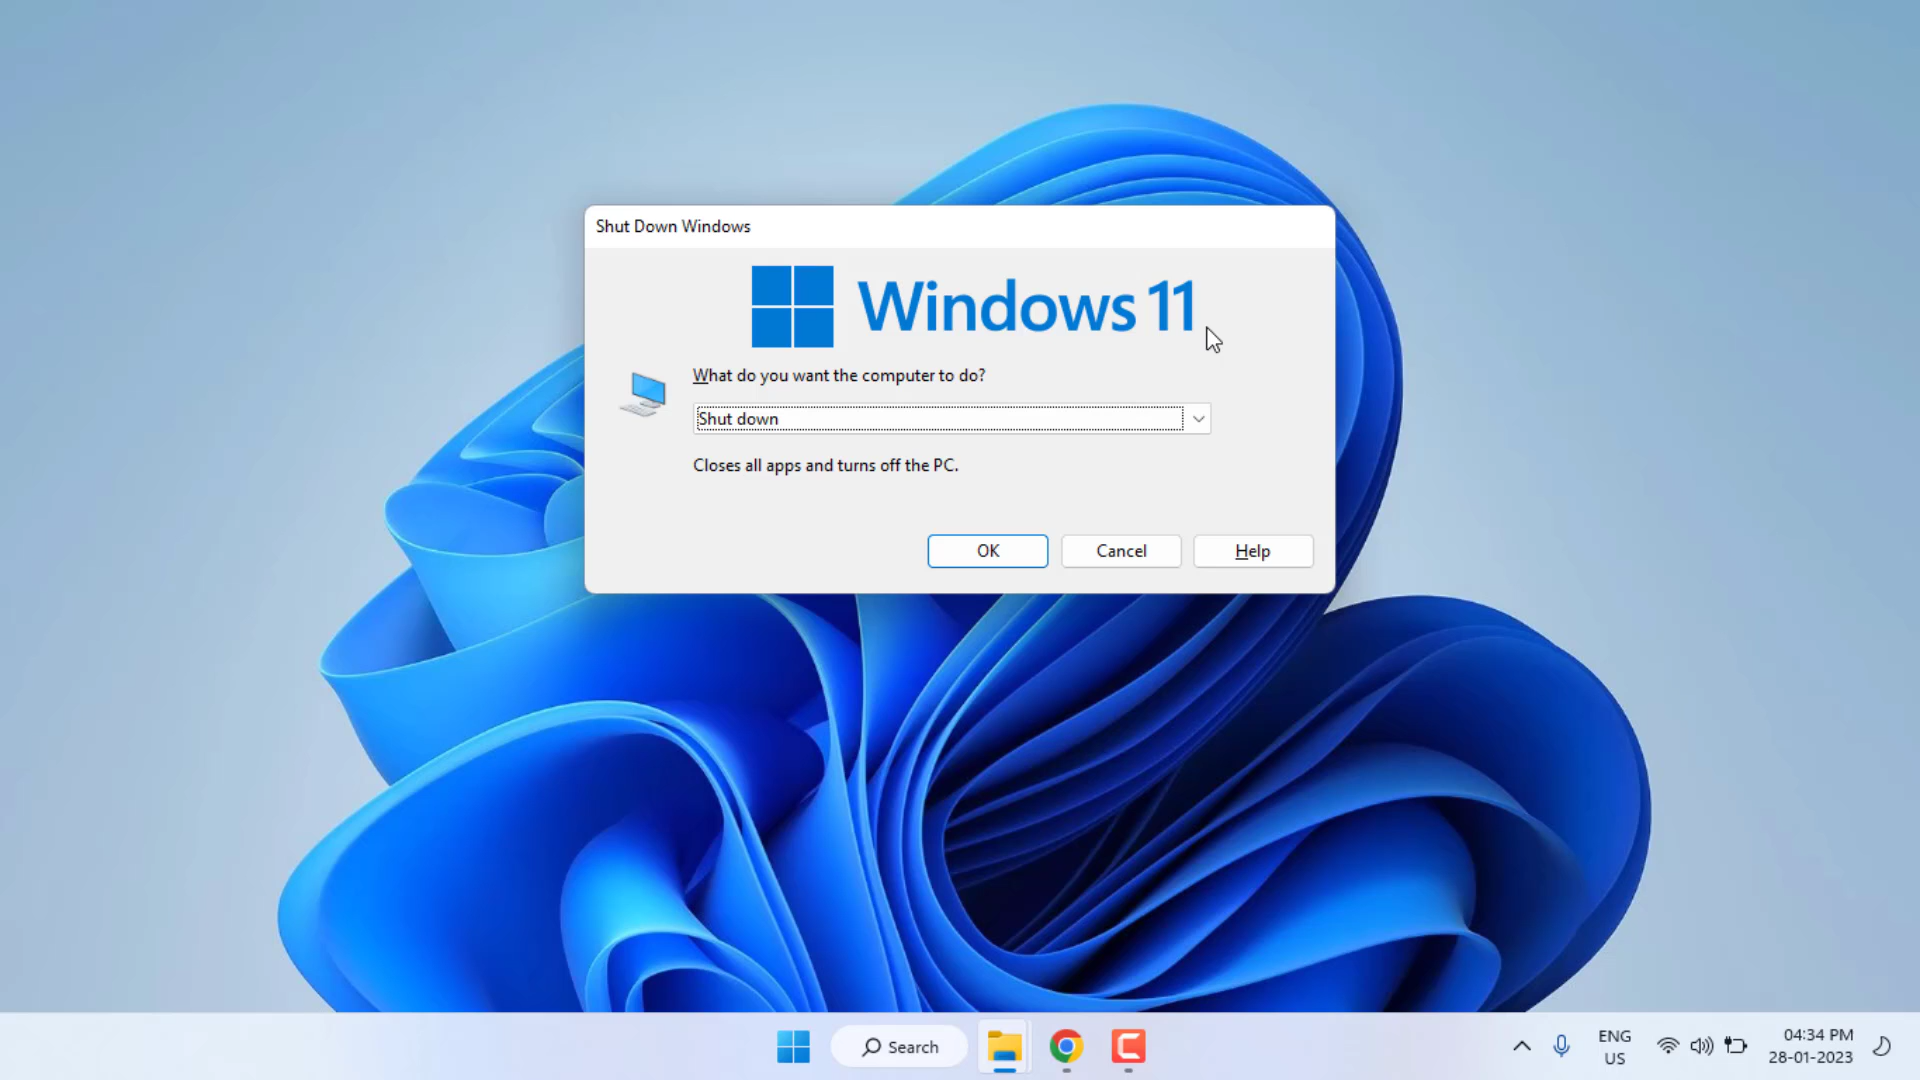 Shut Down Windows
Windows 11
What do you want the computer to do?
Shut down
Closes all apps and turns off the PC.
OK Cancel Help
Search
ENG
US
04:34 PM
28-01-2023